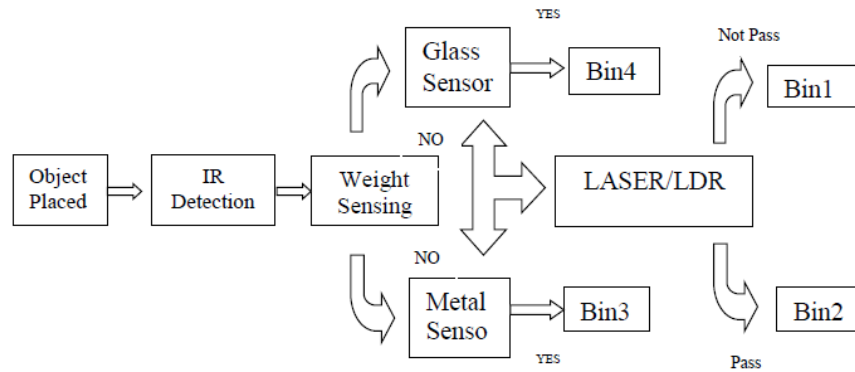 YES
Glass
Sensor
Bin4
Not Pass
Bin1
NO
Object
Placed
IR
Detection
Weight
Sensing
LASER/LDR
NO
Metal
Senso
Bin3
Bin2
YES
Pass